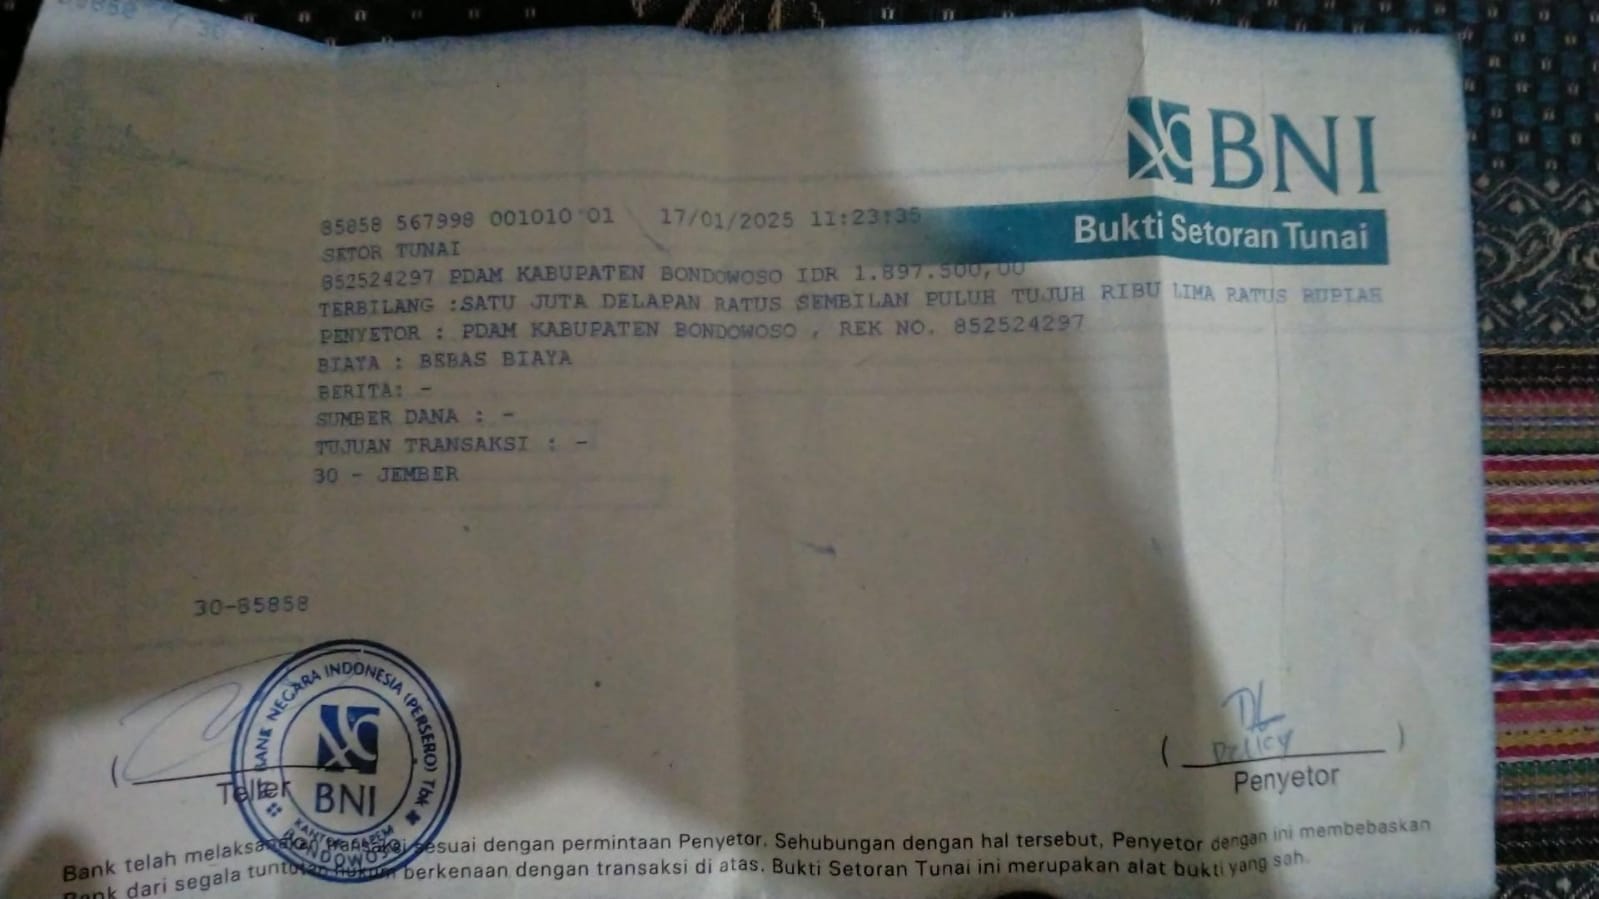 BNI
Bukti Setoran Tunai
85858 567998 001010 01 17/01/2025 11:23:35
SETOR TUNAI
852524297 PDAM KABUPATEN BONDOWOSO IDR 1.897.500,00
TERBILANG :SATU JUTA DELAPAN RATUS SEMBILAN PULUH TUJUH RIBU LIMA RATUS RUPIAH
PENYETOR : PDAM KABUPATEN BONDOWOSO , REK NO. 852524297
BIAYA : BEBAS BIAYA
BERITA: -
SUMBER DANA : -
TUJUAN TRANSAKSI : -
30 - JEMBER
30-85858
BANK NEGARA INDONESIA (PERSERO) Tbk
BNI
KANTOR CAPEM
BONDOWOSO
( )
Teller
( )
Penyetor
Bank telah melaksanakan transaksi sesuai dengan permintaan Penyetor. Sehubungan dengan hal tersebut, Penyetor dengan ini membebaskan
Bank dari segala tuntutan hukum berkenaan dengan transaksi di atas. Bukti Setoran Tunai ini merupakan alat bukti yang sah.